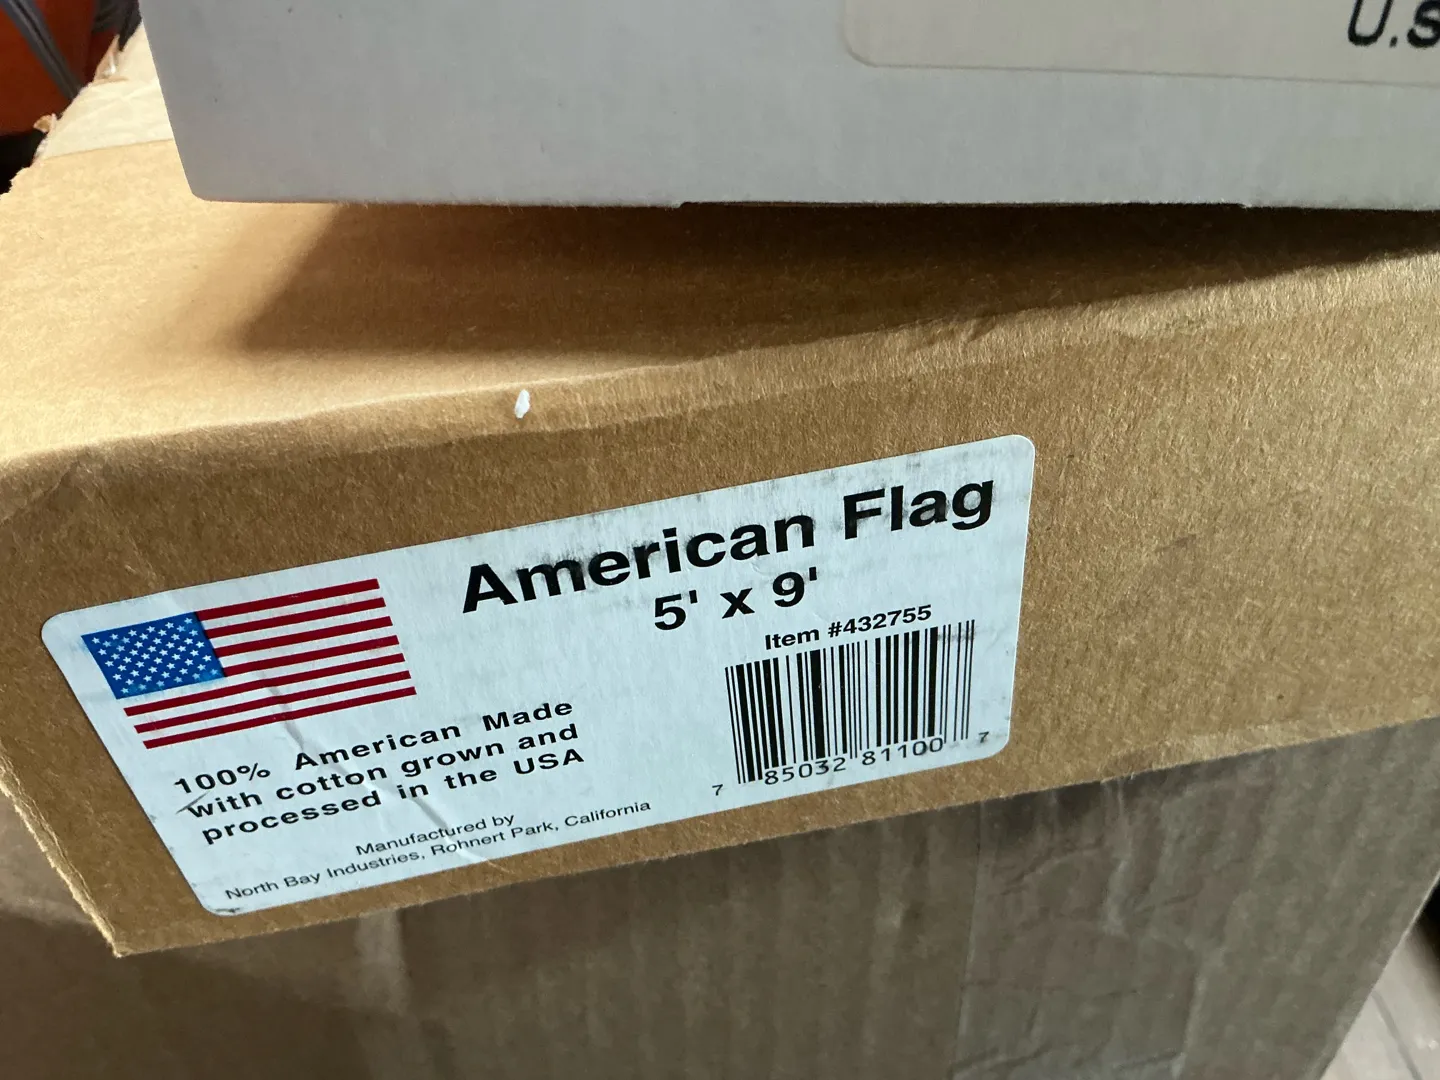 U.S
American Flag
5' x 9'
Item #432755
7 85032 81100 7
100% American Made
with cotton grown and
processed in the USA
Manufactured by
North Bay Industries, Rohnert Park, California